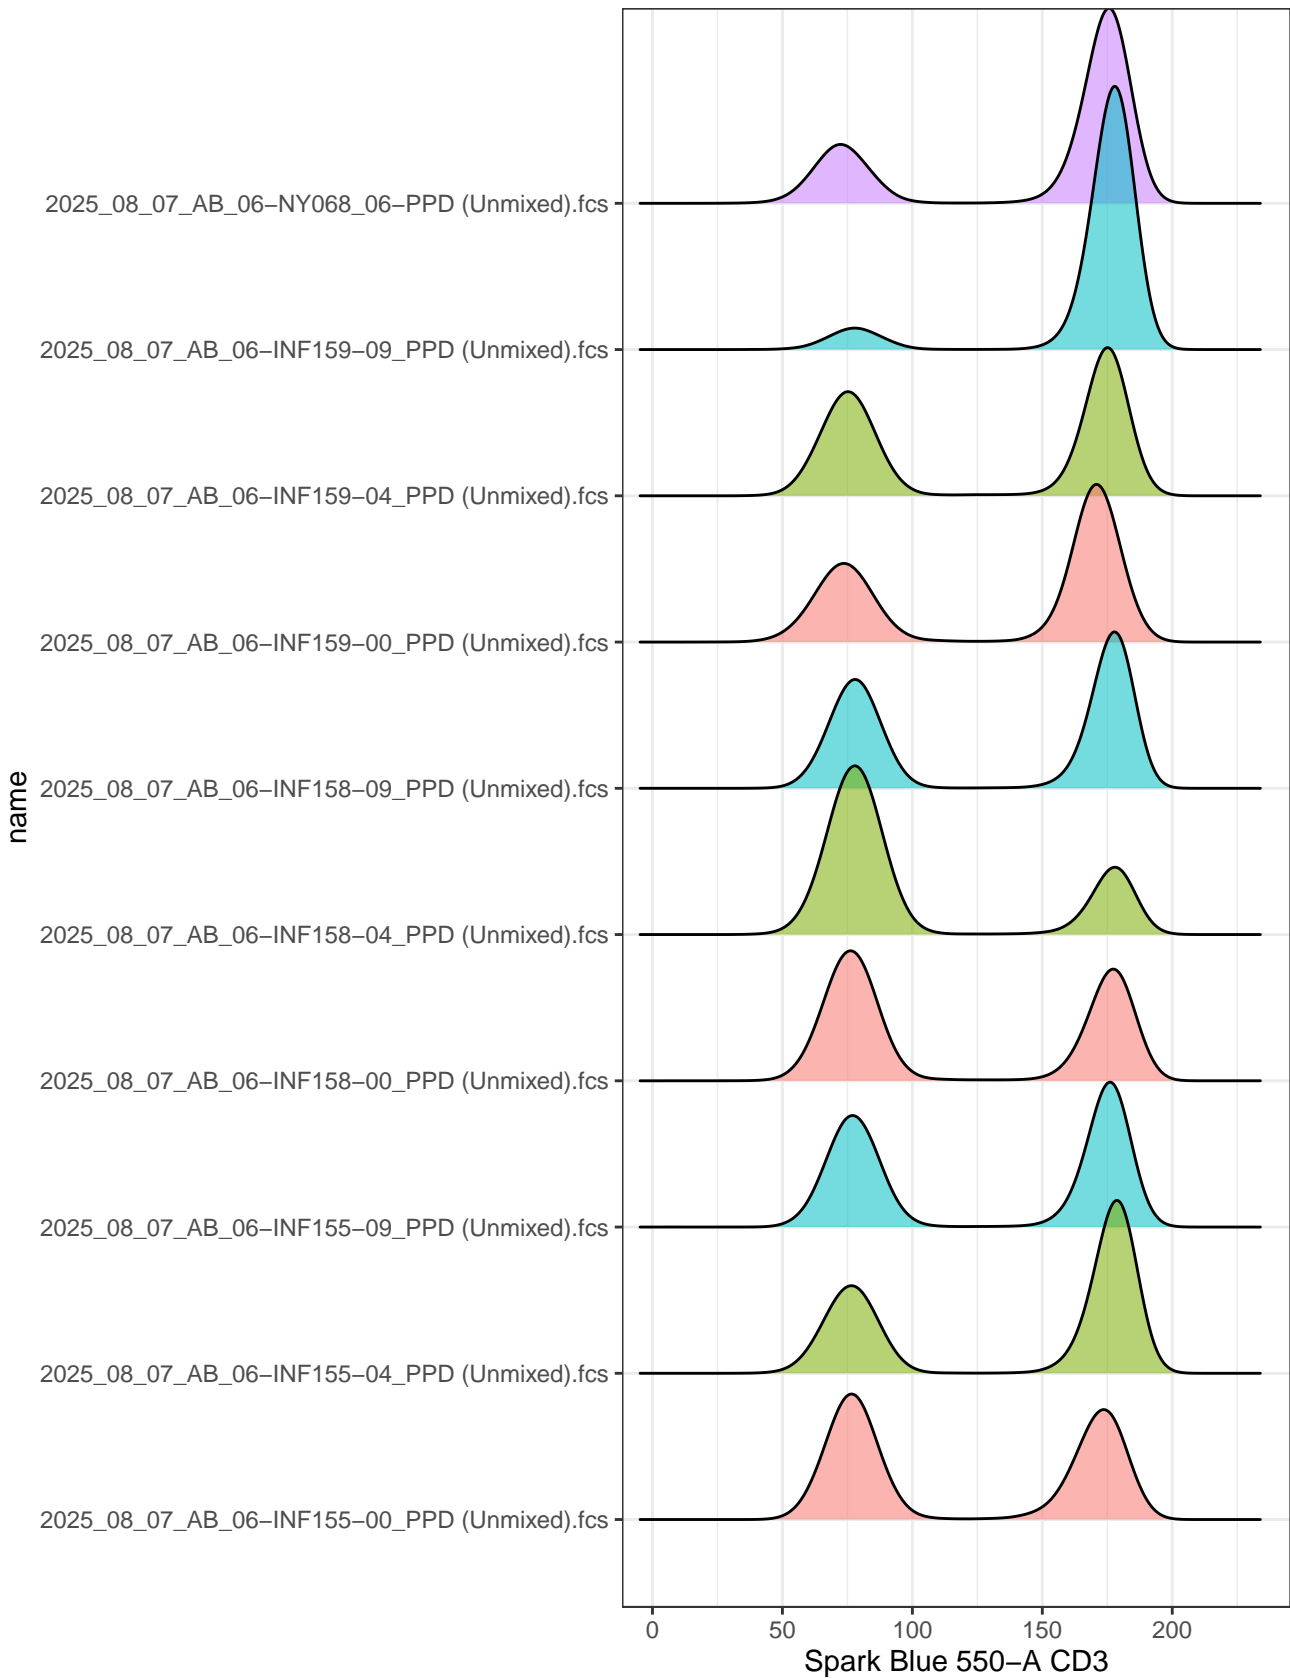 2025_08_07_AB_06−NY068_06−PPD (Unmixed).fcs
2025_08_07_AB_06−INF159−09_PPD (Unmixed).fcs
2025_08_07_AB_06−INF159−04_PPD (Unmixed).fcs
2025_08_07_AB_06−INF159−00_PPD (Unmixed).fcs
2025_08_07_AB_06−INF158−09_PPD (Unmixed).fcs
2025_08_07_AB_06−INF158−04_PPD (Unmixed).fcs
2025_08_07_AB_06−INF158−00_PPD (Unmixed).fcs
2025_08_07_AB_06−INF155−09_PPD (Unmixed).fcs
2025_08_07_AB_06−INF155−04_PPD (Unmixed).fcs
2025_08_07_AB_06−INF155−00_PPD (Unmixed).fcs
name
0 50 100 150 200
Spark Blue 550−A CD3